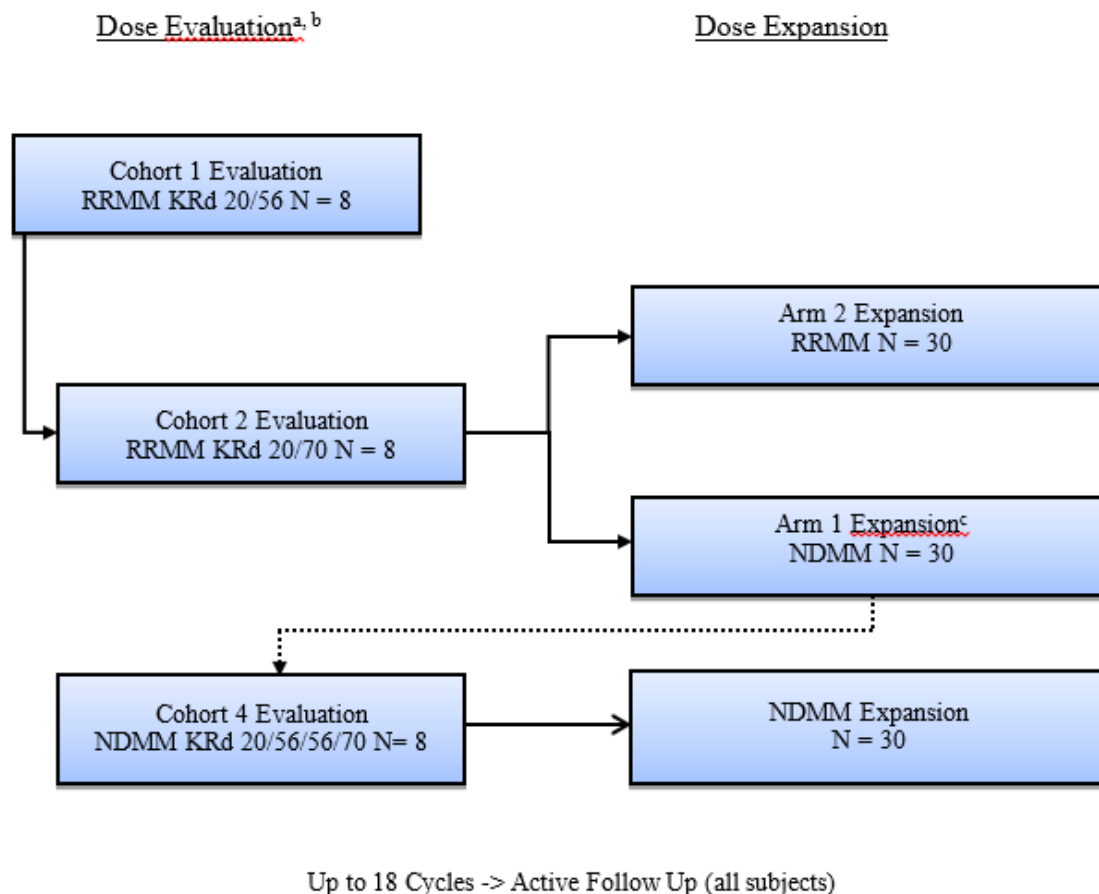 Dose Evaluationᵃ, ᵇ
Dose Expansion
Cohort 1 Evaluation
RRMM KRd 20/56 N = 8
Arm 2 Expansion
RRMM N = 30
Cohort 2 Evaluation
RRMM KRd 20/70 N = 8
Arm 1 Expansionᶜ
NDMM N = 30
Cohort 4 Evaluation
NDMM KRd 20/56/56/70 N= 8
NDMM Expansion
N = 30
Up to 18 Cycles -> Active Follow Up (all subjects)